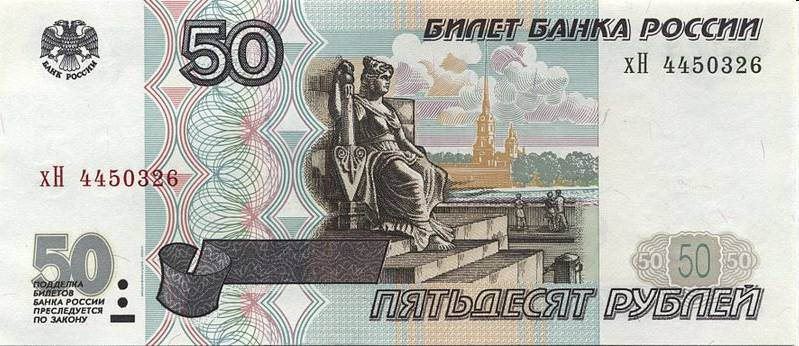 БАНК РОССИИ
50
БИЛЕТ БАНКА РОССИИ
хН 4450326
хН 4450326
50
ПОДДЕЛКА
БИЛЕТОВ
БАНКА РОССИИ
ПРЕСЛЕДУЕТСЯ
ПО ЗАКОНУ
50 50 50
ПЯТЬДЕСЯТ РУБЛЕЙ